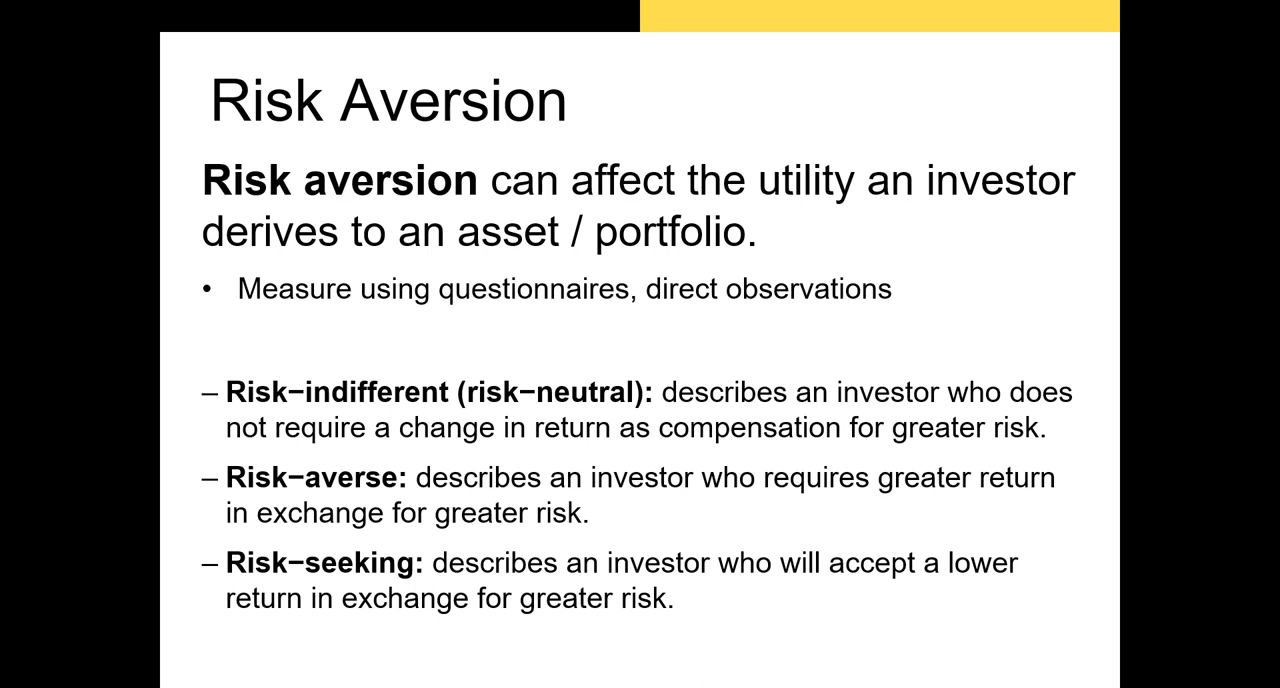 Risk Aversion
Risk aversion can affect the utility an investor
derives to an asset / portfolio.
• Measure using questionnaires, direct observations
– Risk−indifferent (risk−neutral): describes an investor who does
not require a change in return as compensation for greater risk.
– Risk−averse: describes an investor who requires greater return
in exchange for greater risk.
– Risk−seeking: describes an investor who will accept a lower
return in exchange for greater risk.